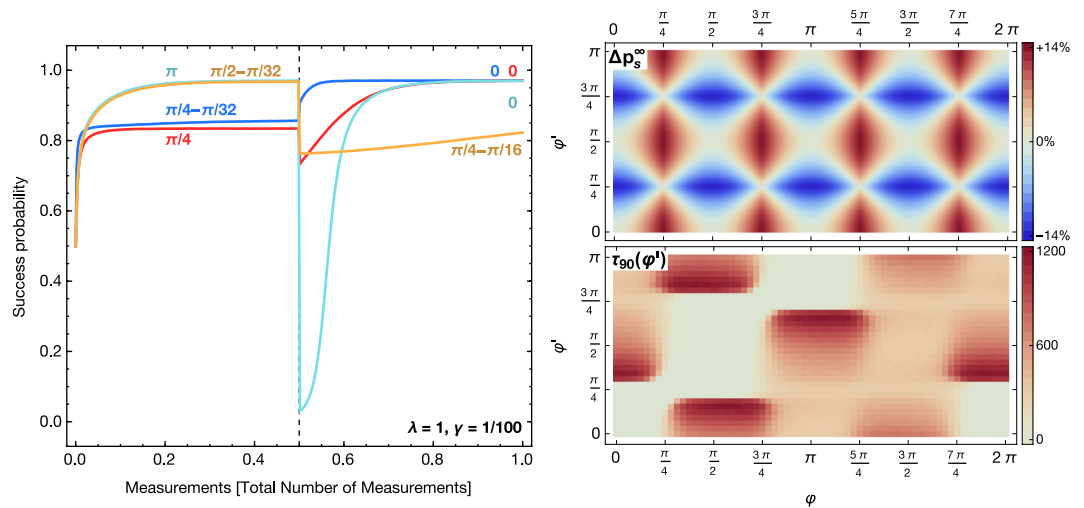 Success probability
1.0
0.8
0.6
0.4
0.2
0.0
π
π/2−π/32
0 0
π/4−π/32
π/4
0
π/4−π/16
λ = 1, γ = 1/100
0.0 0.2 0.4 0.6 0.8 1.0
Measurements [Total Number of Measurements]
0 π/4 π/2 3π/4 π 5π/4 3π/2 7π/4 2π
Δp_s^∞
φ'
π
3π/4
π/2
π/4
0
+14%
0%
−14%
τ₉₀(φ')
φ'
π
3π/4
π/2
π/4
0
1200
600
0
0 π/4 π/2 3π/4 π 5π/4 3π/2 7π/4 2π
φ